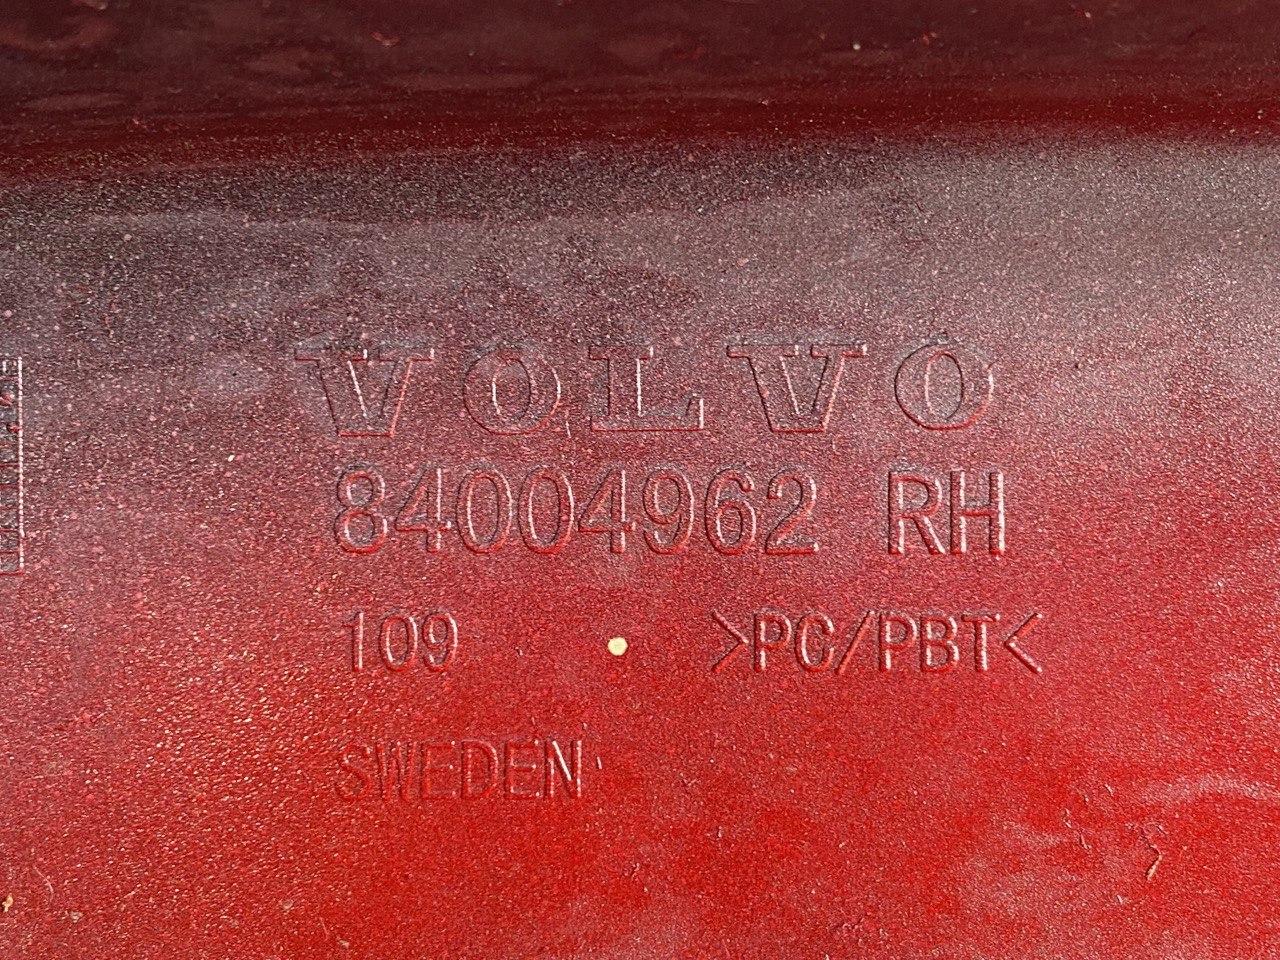 VOLVO
84004962 RH
109 >PC/PBT<
SWEDEN